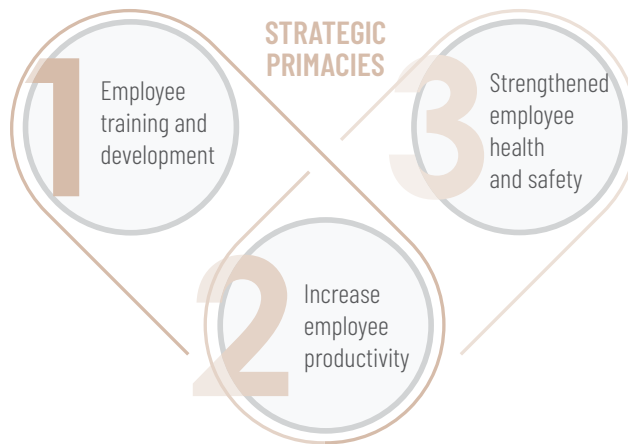 STRATEGIC
PRIMACIES
1
Employee
training and
development
2
Increase
employee
productivity
3
Strengthened
employee
health
and safety